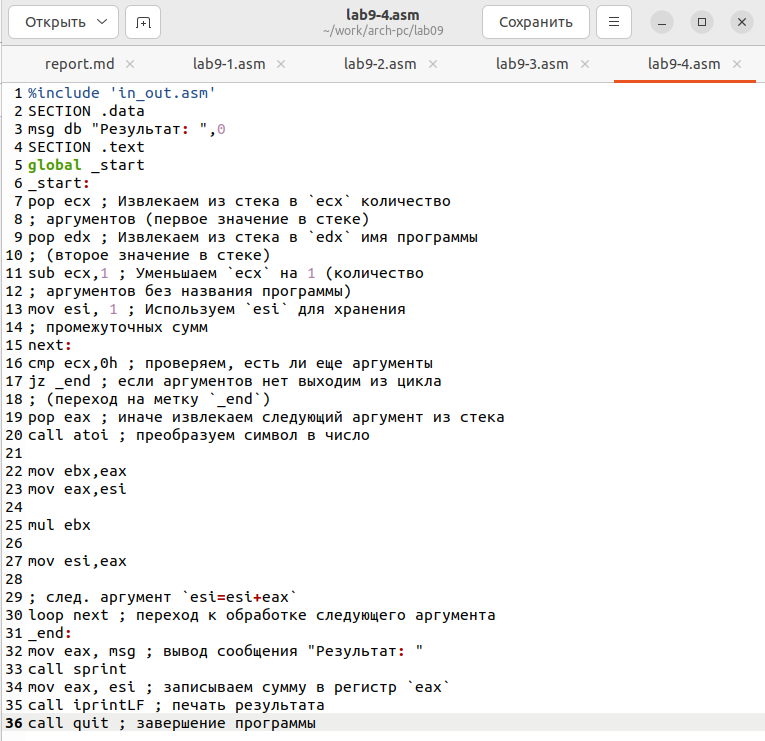 Открыть
lab9-4.asm
~/work/arch-pc/lab09
Сохранить
report.md
lab9-1.asm
lab9-2.asm
lab9-3.asm
lab9-4.asm
1 %include 'in_out.asm'
2 SECTION .data
3 msg db "Результат: ",0
4 SECTION .text
5 global _start
6 _start:
7 pop ecx ; Извлекаем из стека в `ecx` количество
8 ; аргументов (первое значение в стеке)
9 pop edx ; Извлекаем из стека в `edx` имя программы
10 ; (второе значение в стеке)
11 sub ecx,1 ; Уменьшаем `ecx` на 1 (количество
12 ; аргументов без названия программы)
13 mov esi, 1 ; Используем `esi` для хранения
14 ; промежуточных сумм
15 next:
16 cmp ecx,0h ; проверяем, есть ли еще аргументы
17 jz _end ; если аргументов нет выходим из цикла
18 ; (переход на метку `_end`)
19 pop eax ; иначе извлекаем следующий аргумент из стека
20 call atoi ; преобразуем символ в число
21
22 mov ebx,eax
23 mov eax,esi
24
25 mul ebx
26
27 mov esi,eax
28
29 ; след. аргумент `esi=esi+eax`
30 loop next ; переход к обработке следующего аргумента
31 _end:
32 mov eax, msg ; вывод сообщения "Результат: "
33 call sprint
34 mov eax, esi ; записываем сумму в регистр `eax`
35 call iprintLF ; печать результата
36 call quit ; завершение программы